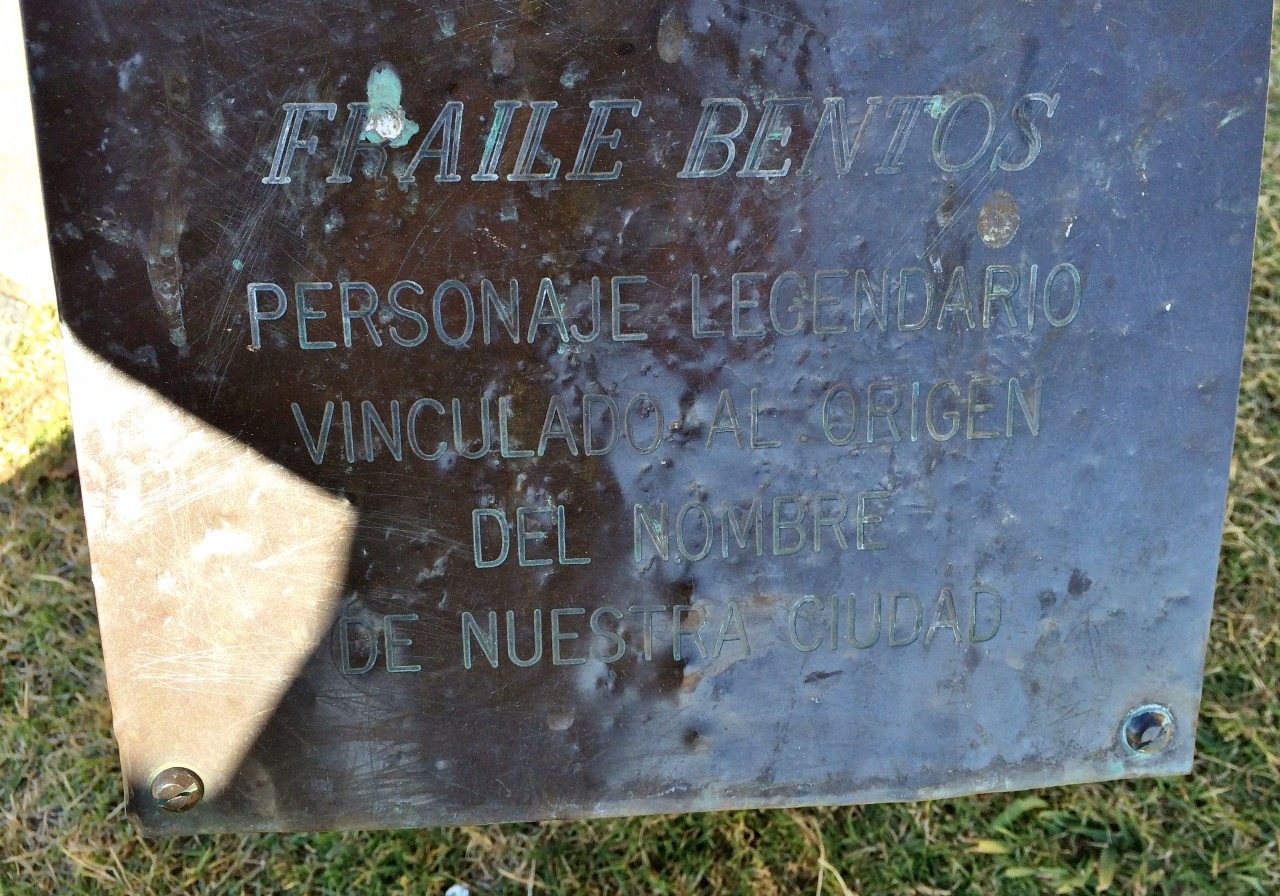 FRAILE BENTOS
PERSONAJE LEGENDARIO
VINCULADO AL ORIGEN
DEL NOMBRE
DE NUESTRA CIUDAD